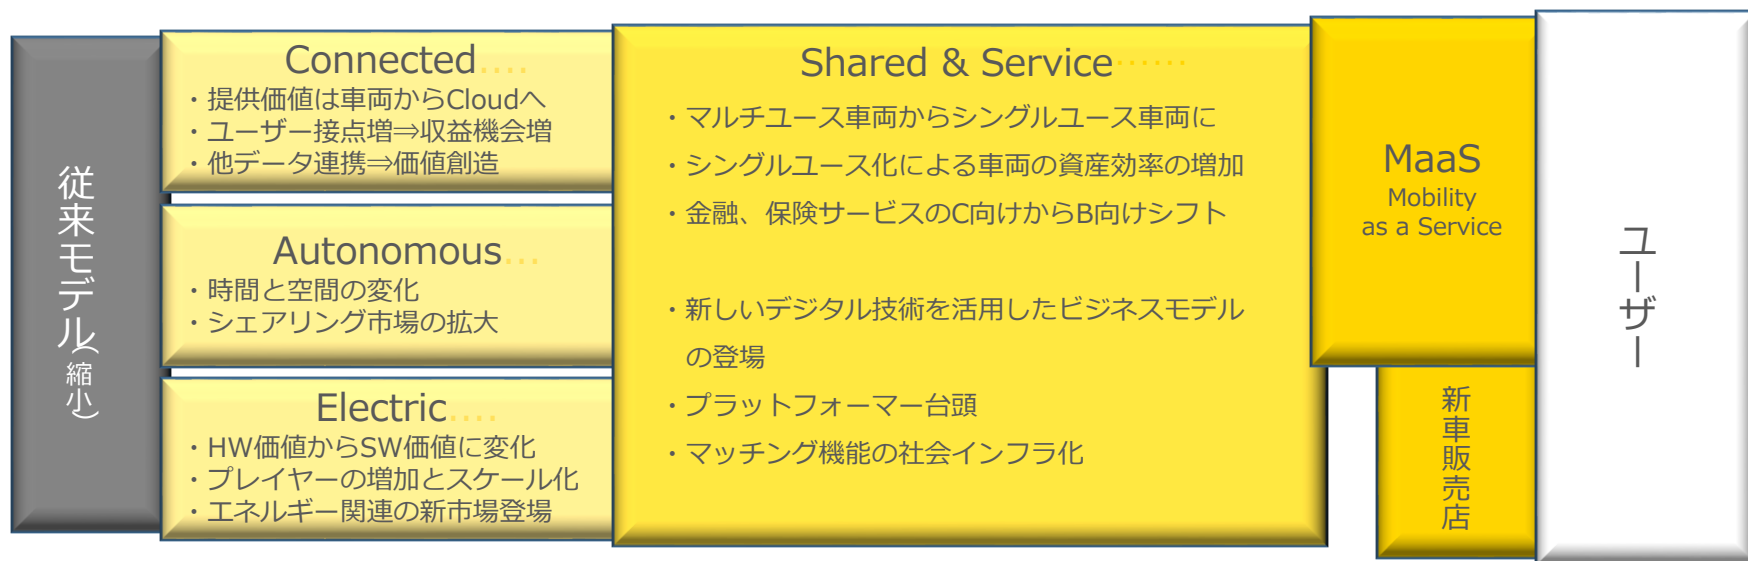 従来モデル(縮小)
Connected....
・提供価値は車両からCloudへ
・ユーザー接点増⇒収益機会増
・他データ連携⇒価値創造
Autonomous...
・時間と空間の変化
・シェアリング市場の拡大
Electric....
・HW価値からSW価値に変化
・プレイヤーの増加とスケール化
・エネルギー関連の新市場登場
Shared & Service……
・マルチユース車両からシングルユース車両に
・シングルユース化による車両の資産効率の増加
・金融、保険サービスのC向けからB向けシフト
・新しいデジタル技術を活用したビジネスモデル
の登場
・プラットフォーマー台頭
・マッチング機能の社会インフラ化
MaaS
Mobility
as a Service
新車販売店
ユーザー